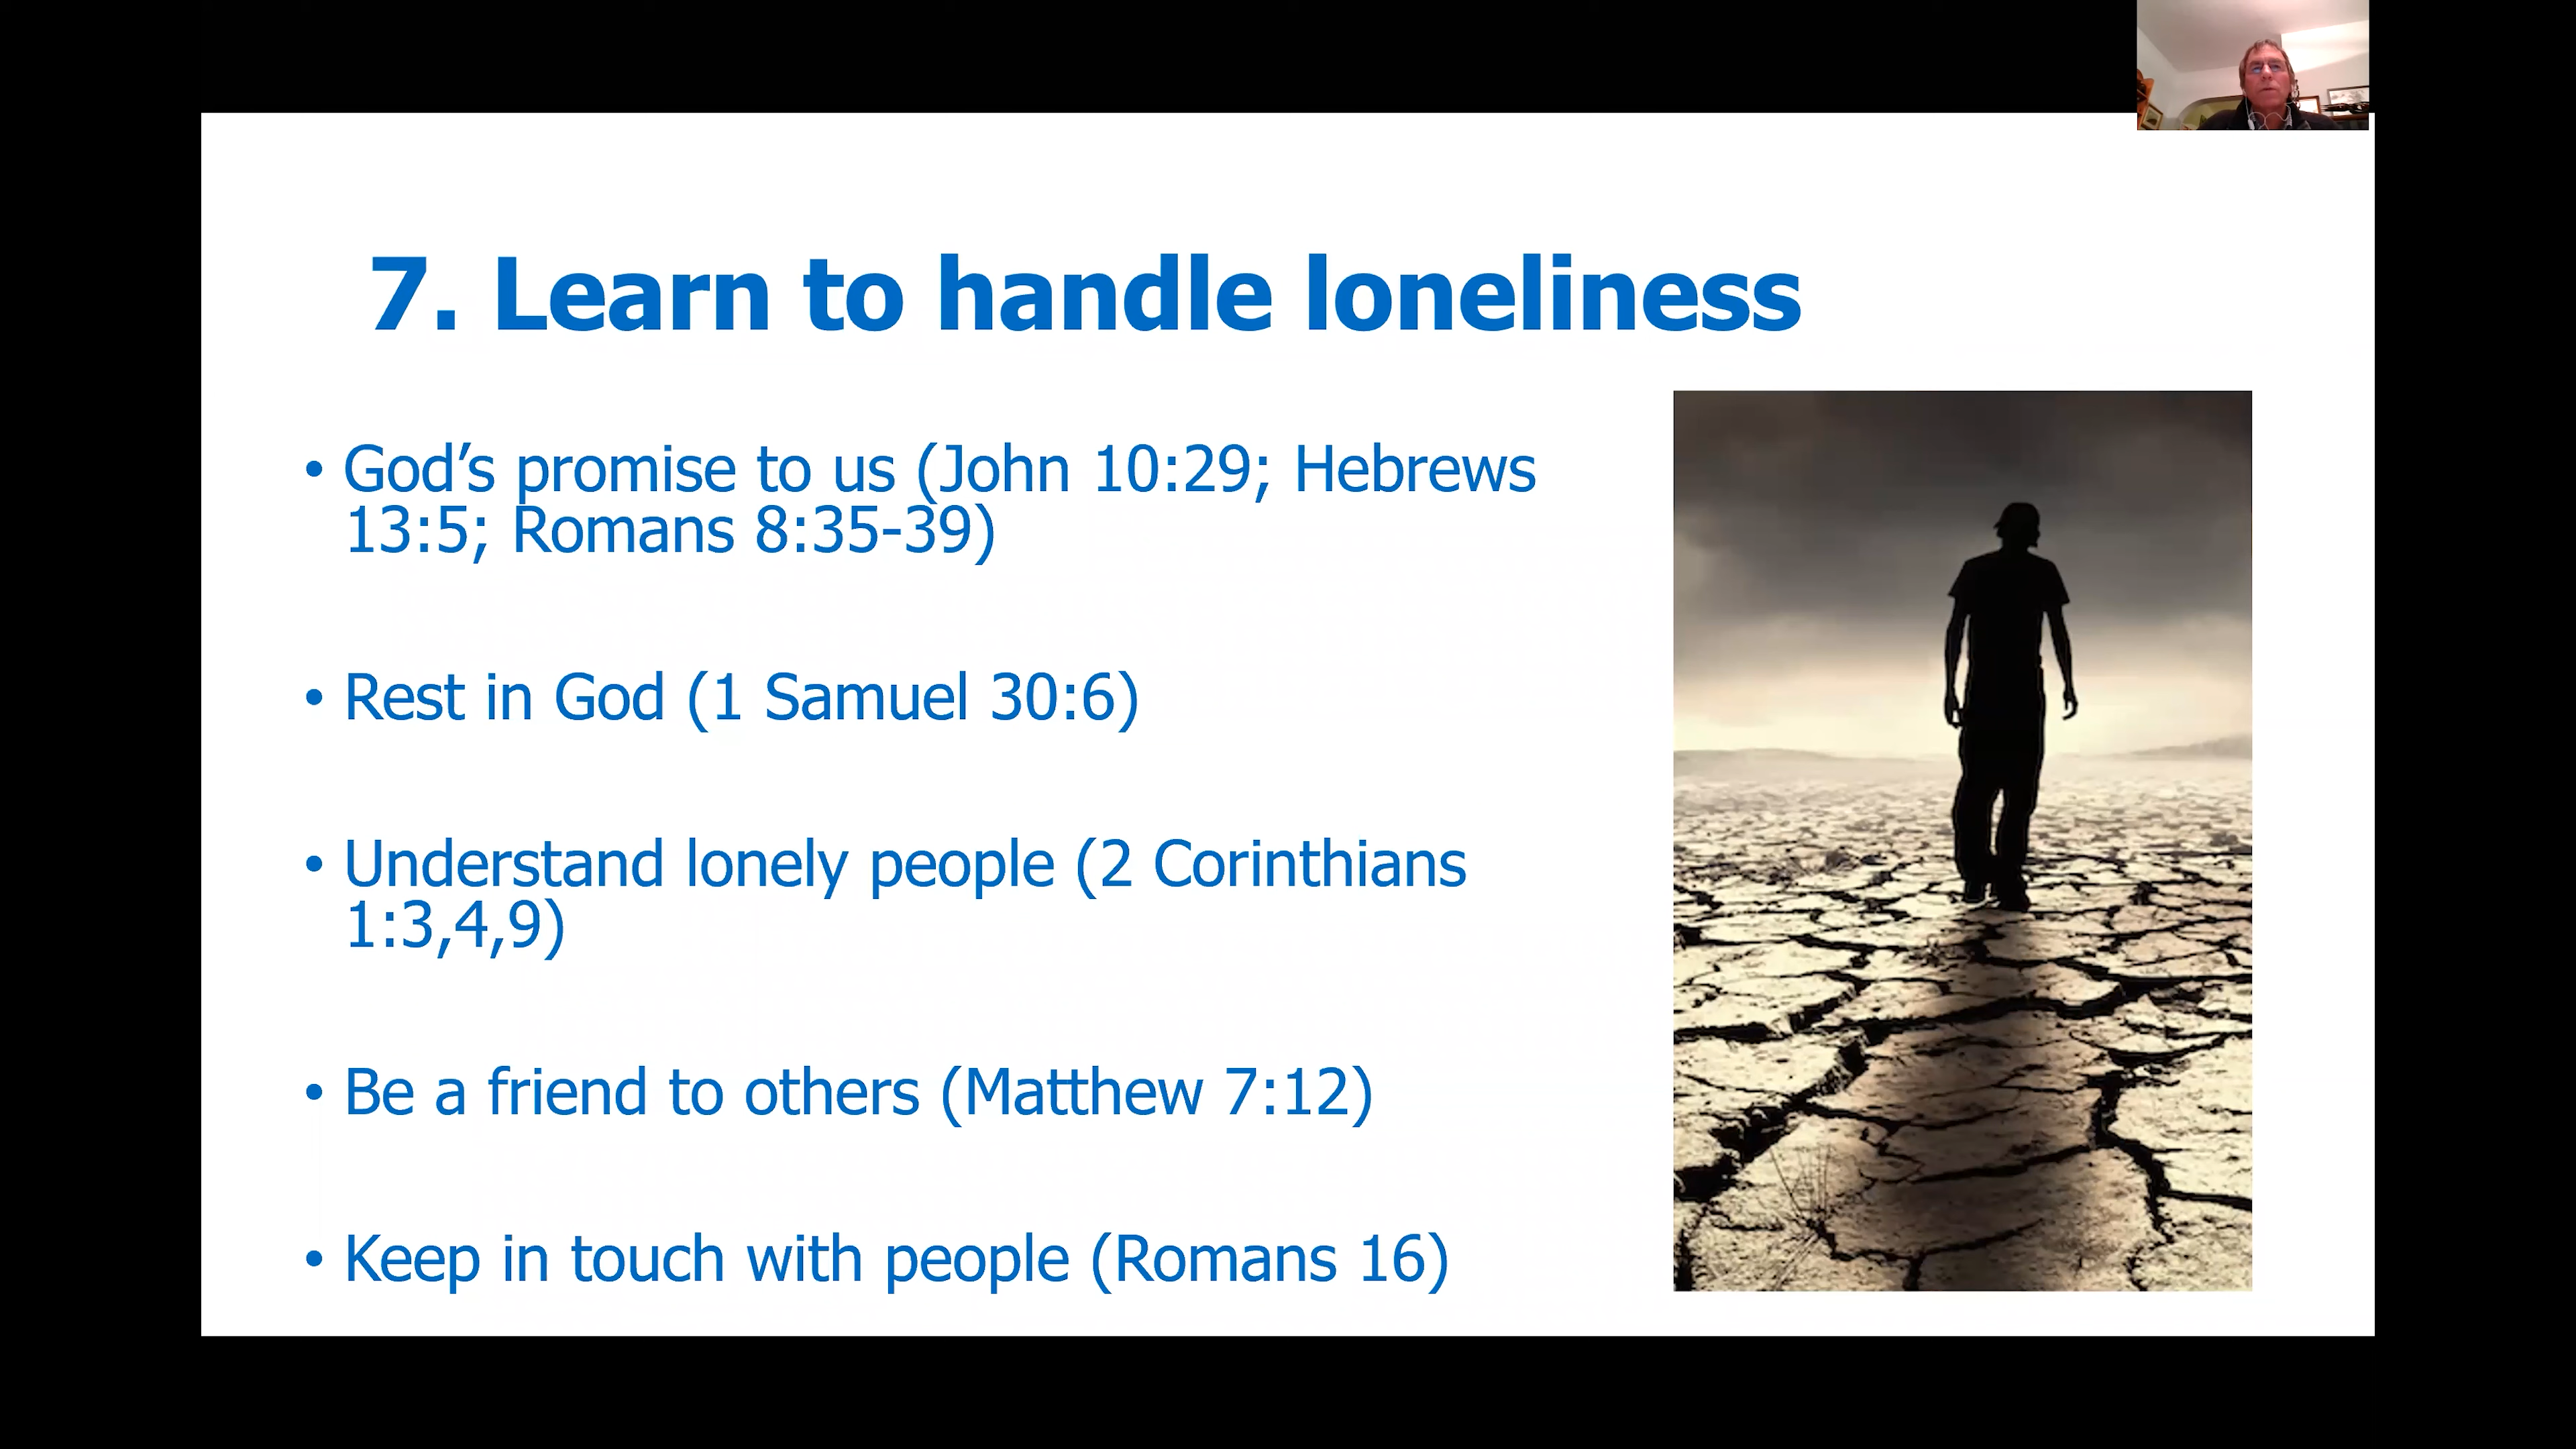 7. Learn to handle loneliness
• God’s promise to us (John 10:29; Hebrews
13:5; Romans 8:35-39)
• Rest in God (1 Samuel 30:6)
• Understand lonely people (2 Corinthians
1:3,4,9)
• Be a friend to others (Matthew 7:12)
• Keep in touch with people (Romans 16)